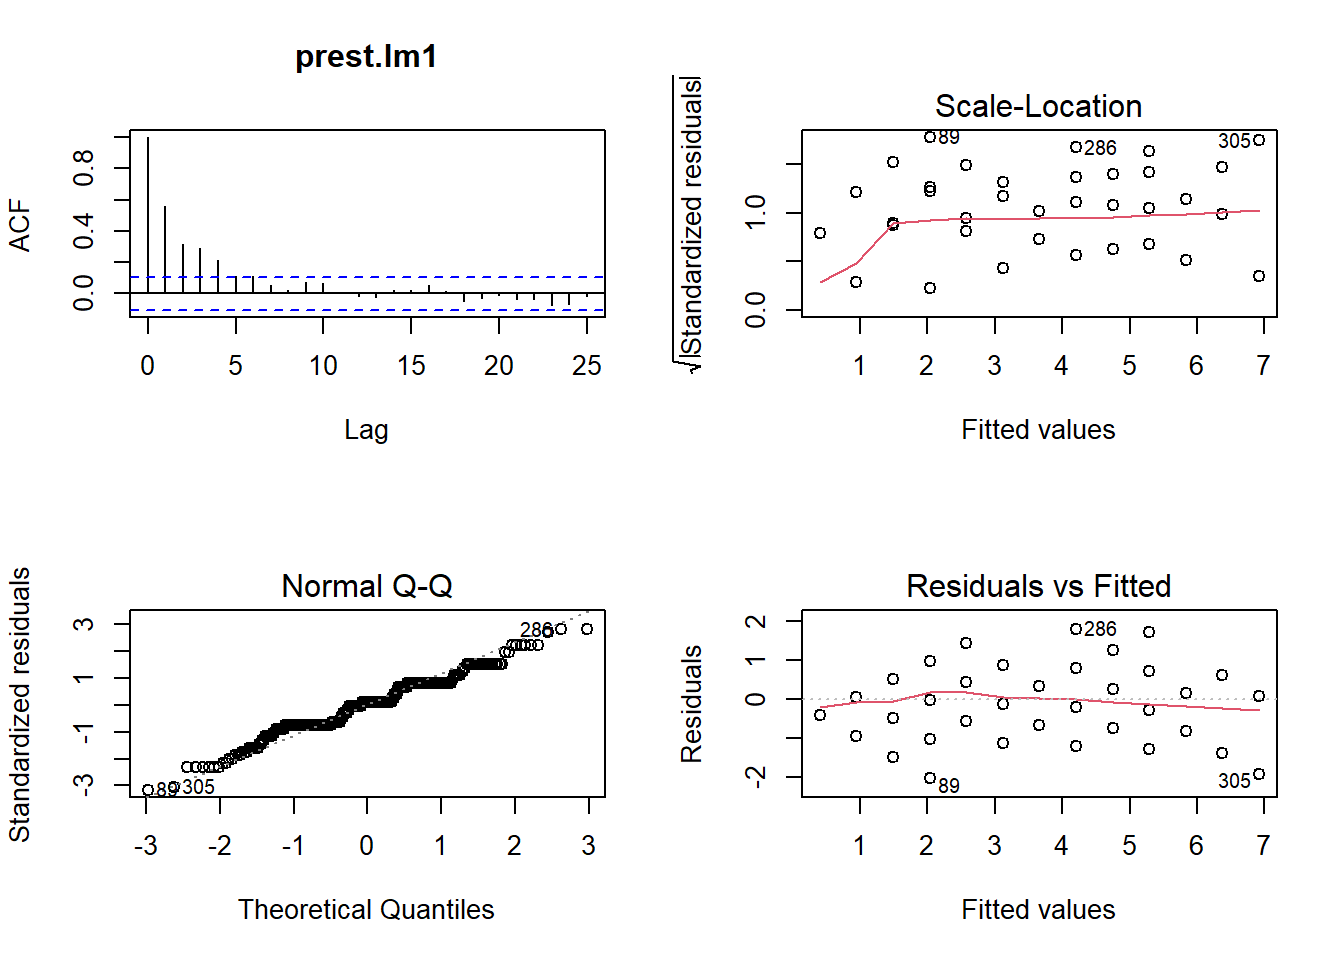 prest.lm1
ACF
0.0 0.4 0.8
0 5 10 15 20 25
Lag
Scale-Location
√|Standardized residuals|
0.0 1.0
89
286
305
1 2 3 4 5 6 7
Fitted values
Normal Q-Q
Standardized residuals
-3 -1 1 3
286
89
305
-3 -2 -1 0 1 2 3
Theoretical Quantiles
Residuals vs Fitted
Residuals
-2 0 1 2
286
89
305
1 2 3 4 5 6 7
Fitted values